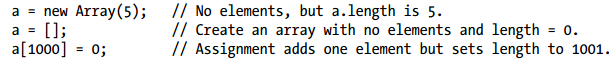 a = new Array(5);   // No elements, but a.length is 5.
a = [];             // Create an array with no elements and length = 0.
a[1000] = 0;        // Assignment adds one element but sets length to 1001.